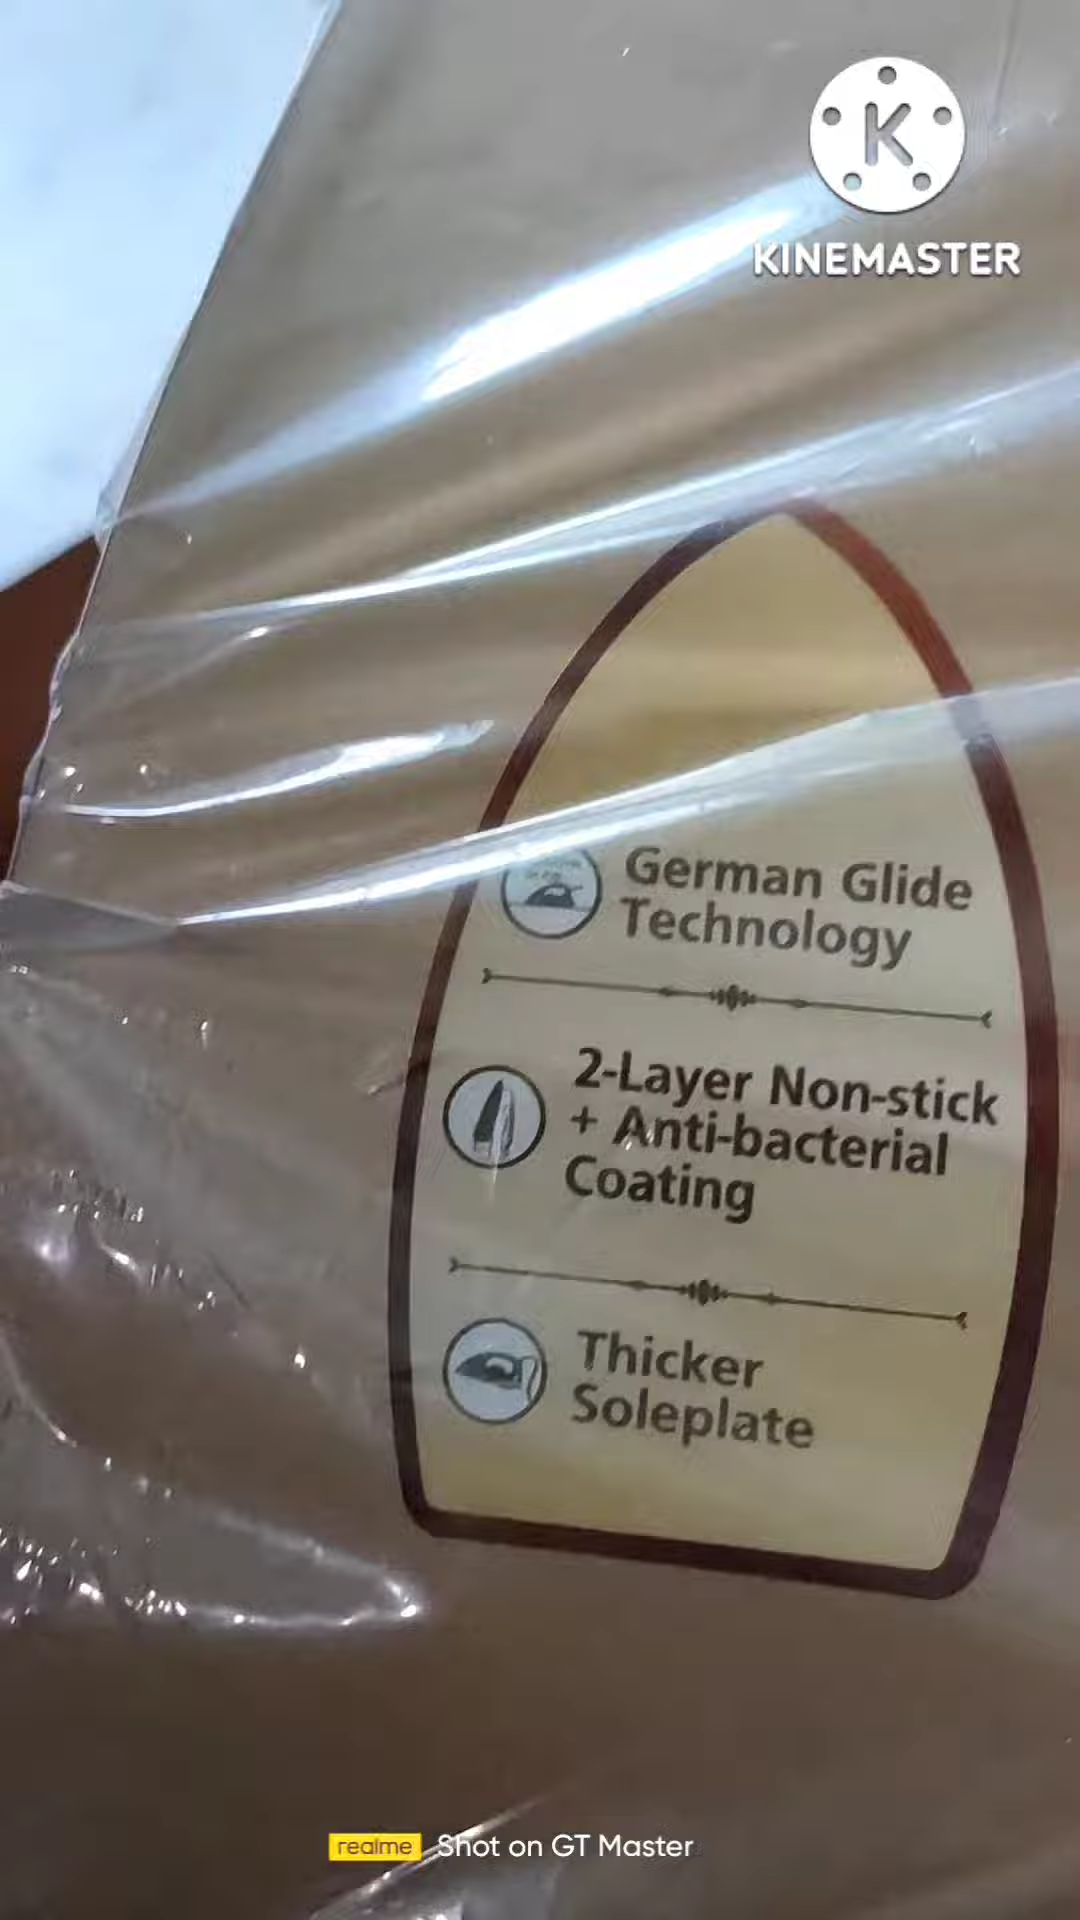 K
KINEMASTER
German Glide
Technology
2-Layer Non-stick
+ Anti-bacterial
Coating
Thicker
Soleplate
realme Shot on GT Master